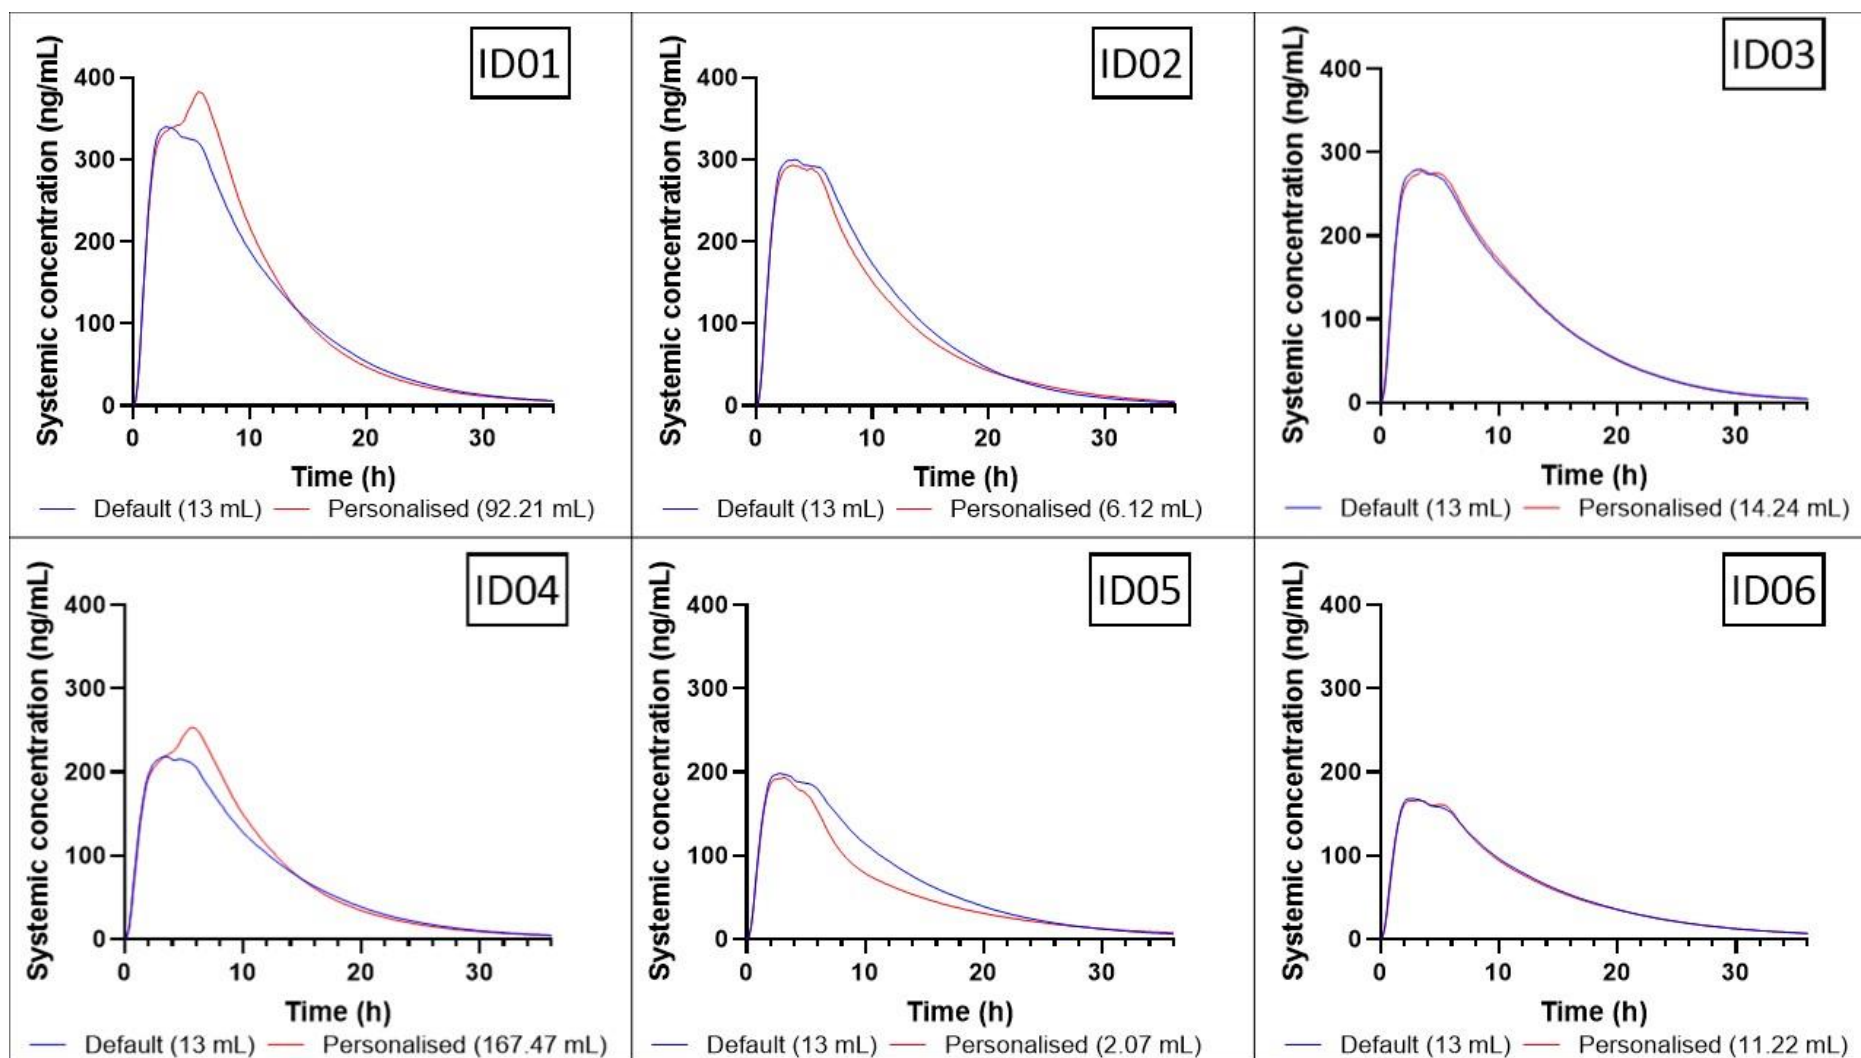 ID01
Systemic concentration (ng/mL)
400
300
200
100
0
0 10 20 30
Time (h)
Default (13 mL) Personalised (92.21 mL)
ID02
Systemic concentration (ng/mL)
400
300
200
100
0
0 10 20 30
Time (h)
Default (13 mL) Personalised (6.12 mL)
ID03
Systemic concentration (ng/mL)
400
300
200
100
0
0 10 20 30
Time (h)
Default (13 mL) Personalised (14.24 mL)
ID04
Systemic concentration (ng/mL)
400
300
200
100
0
0 10 20 30
Time (h)
Default (13 mL) Personalised (167.47 mL)
ID05
Systemic concentration (ng/mL)
400
300
200
100
0
0 10 20 30
Time (h)
Default (13 mL) Personalised (2.07 mL)
ID06
Systemic concentration (ng/mL)
400
300
200
100
0
0 10 20 30
Time (h)
Default (13 mL) Personalised (11.22 mL)